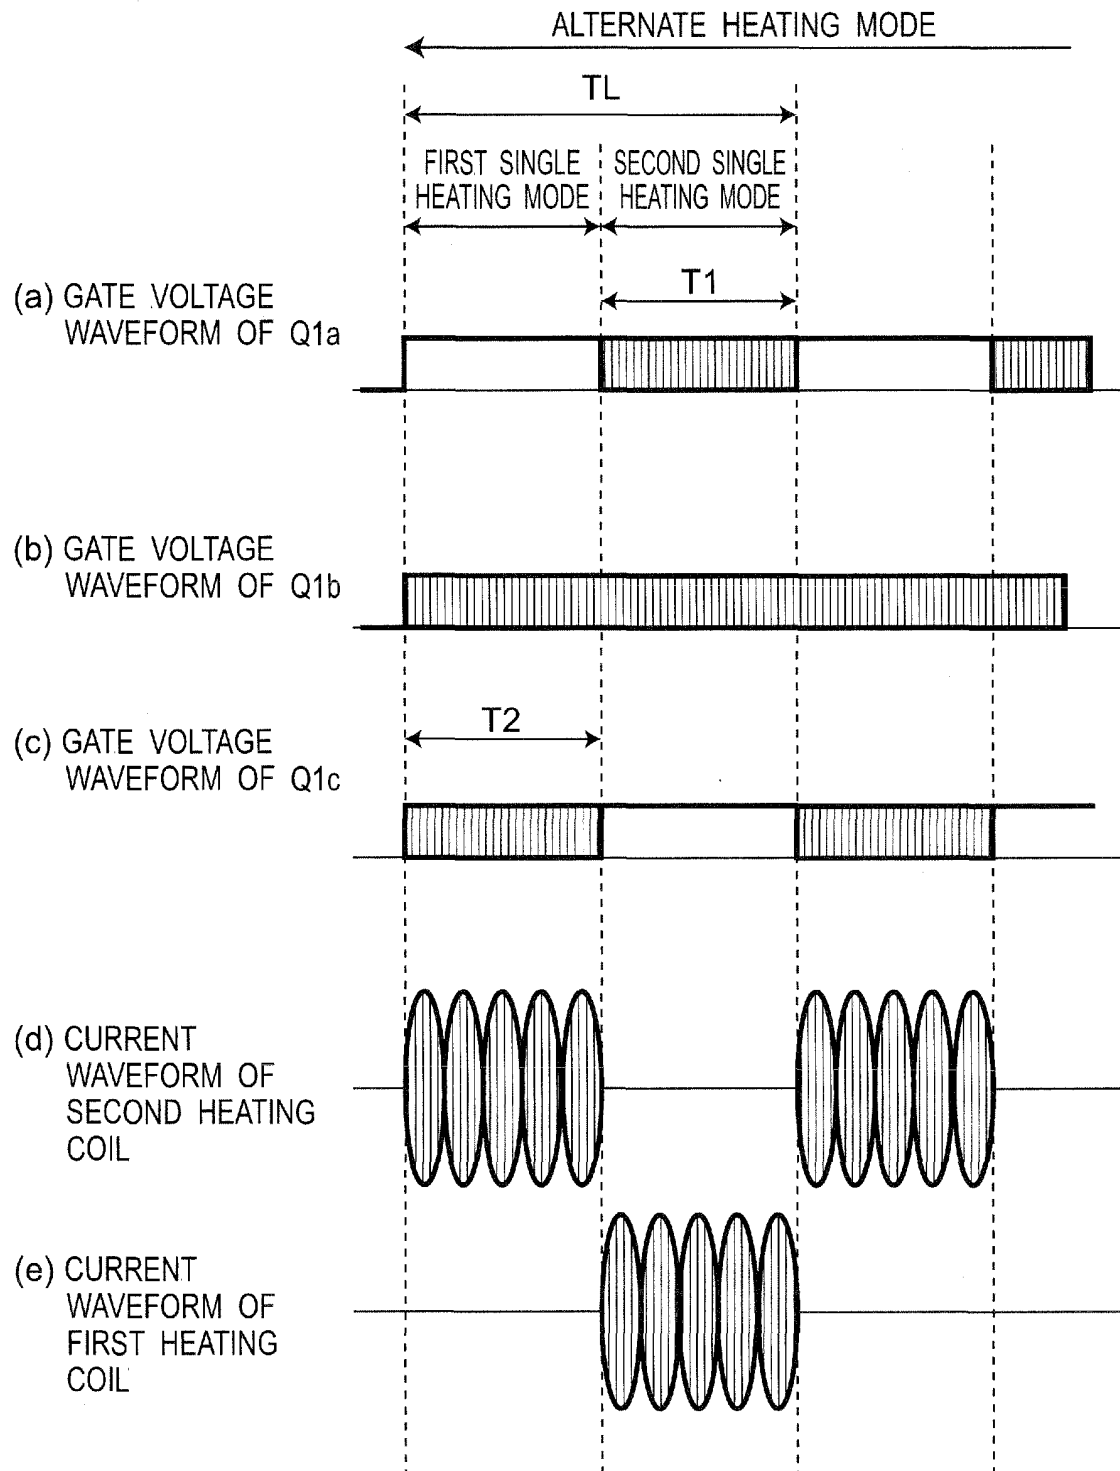 ALTERNATE HEATING MODE
TL
FIRST SINGLE
HEATING MODE
SECOND SINGLE
HEATING MODE
T1
(a) GATE VOLTAGE
WAVEFORM OF Q1a
(b) GATE VOLTAGE
WAVEFORM OF Q1b
T2
(c) GATE VOLTAGE
WAVEFORM OF Q1c
(d) CURRENT
WAVEFORM OF
SECOND HEATING
COIL
(e) CURRENT
WAVEFORM OF
FIRST HEATING
COIL